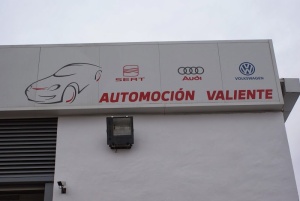 SEAT
Audi
VOLKSWAGEN
AUTOMOCIÓN VALIENTE